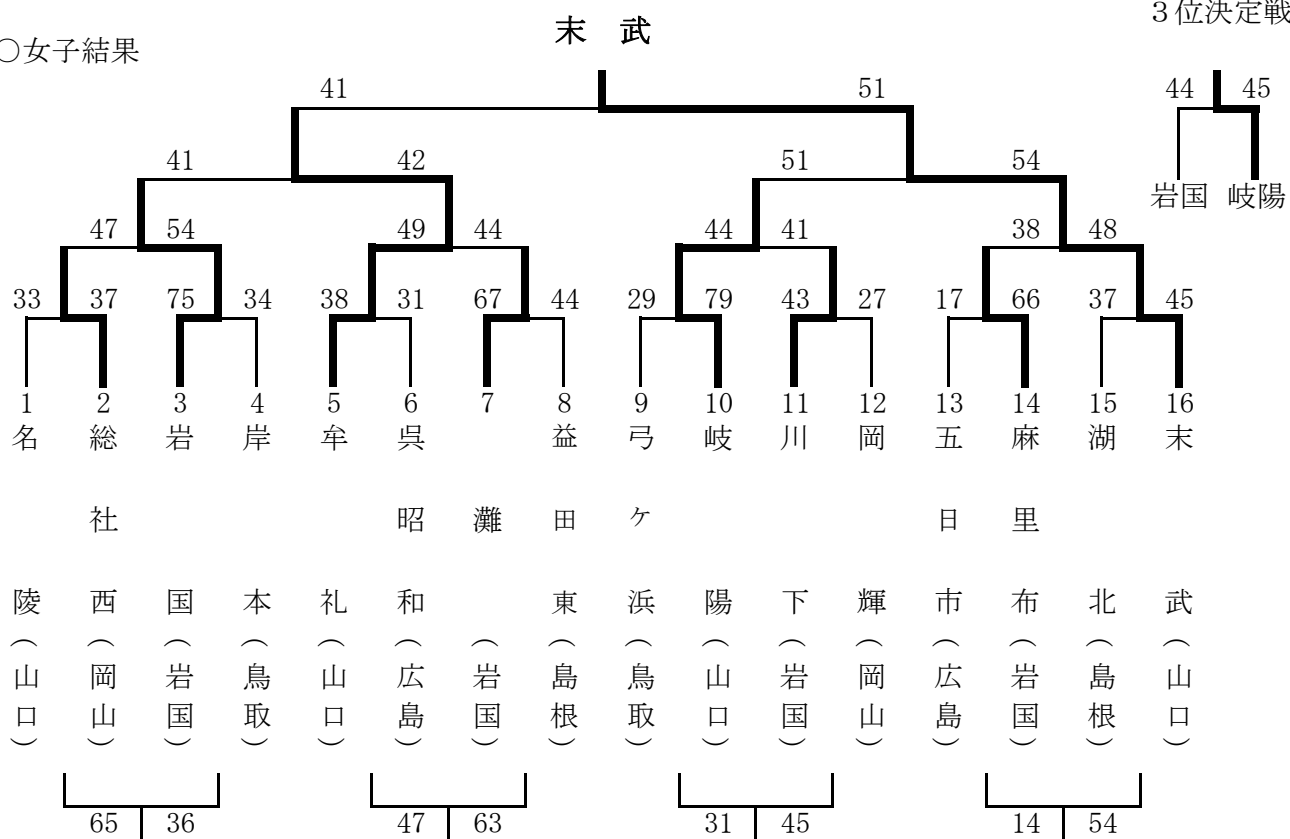 ３位決定戦
末 武
○女子結果
41 51
44 45
41 42 51 54
岩国 岐陽
47 54 49 44 44 41 38 48
33 37 75 34 38 31 67 44 29 79 43 27 17 66 37 45
1 2 3 4 5 6 7 8 9 10 11 12 13 14 15 16
名陵（山口）
総社西（岡山）
岩国（岩国）
岸本（鳥取）
牟礼（山口）
呉昭和（広島）
灘（岩国）
益田東（島根）
弓ケ浜（鳥取）
岐陽（山口）
川下（岩国）
岡輝（岡山）
五日市（広島）
麻里布（岩国）
湖北（島根）
末武（山口）
65 36 47 63 31 45 14 54